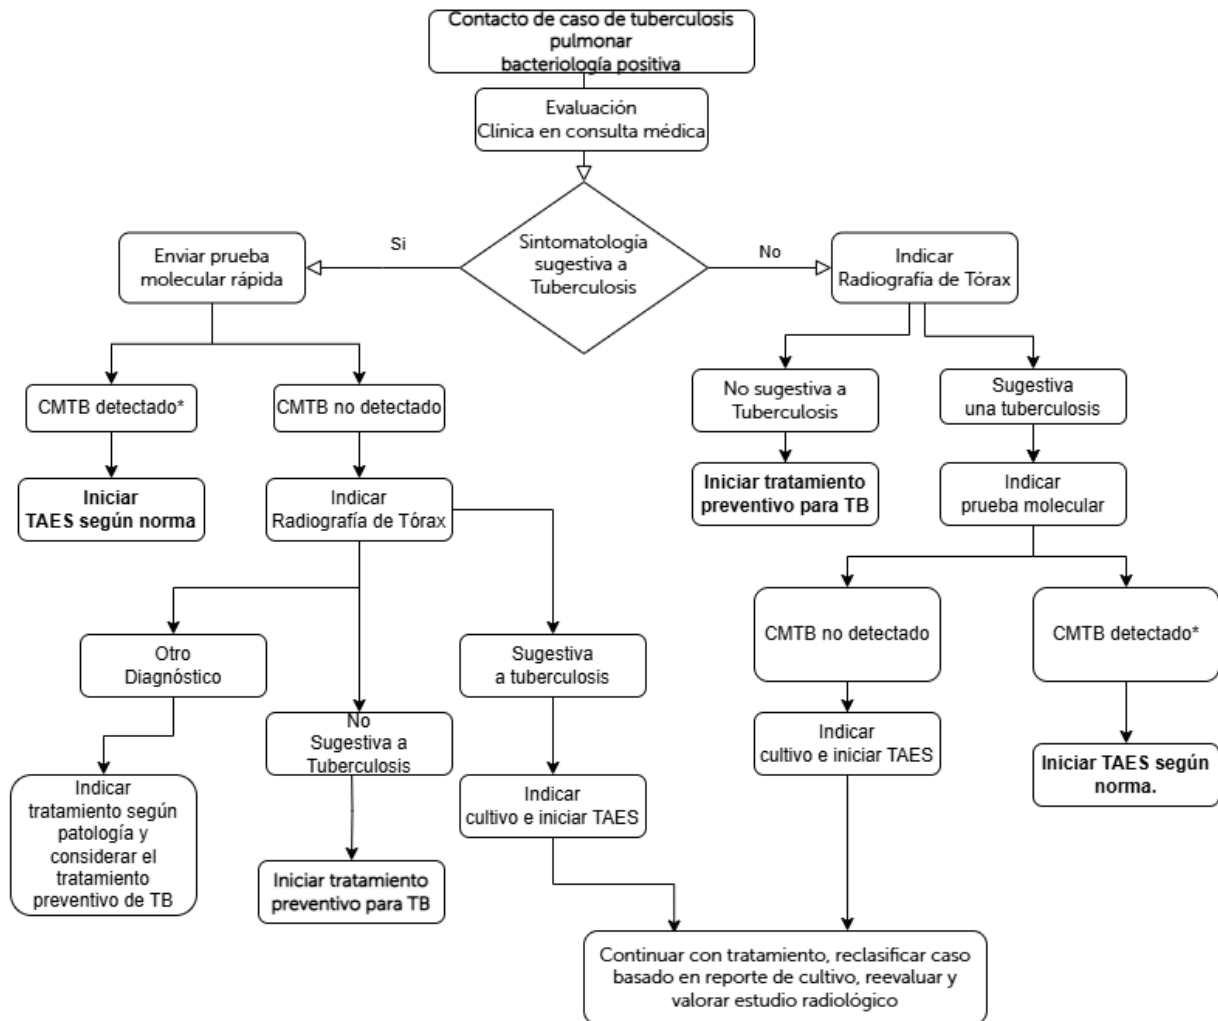 Contacto de caso de tuberculosis
pulmonar
bacteriología positiva
Evaluación
Clínica en consulta médica
Sintomatología
sugestiva a
Tuberculosis
Si
No
Enviar prueba
molecular rápida
Indicar
Radiografía de Tórax
CMTB detectado*
CMTB no detectado
No sugestiva a
Tuberculosis
Sugestiva
una tuberculosis
Iniciar
TAES según norma
Indicar
Radiografía de Tórax
Iniciar tratamiento
preventivo para TB
Indicar
prueba molecular
Otro
Diagnóstico
No
Sugestiva a
Tuberculosis
Sugestiva
a tuberculosis
CMTB no detectado
CMTB detectado*
Indicar
tratamiento según
patología y
considerar el
tratamiento
preventivo de TB
Iniciar tratamiento
preventivo para TB
Indicar
cultivo e iniciar TAES
Indicar
cultivo e iniciar TAES
Iniciar TAES según
norma.
Continuar con tratamiento, reclasificar caso
basado en reporte de cultivo, reevaluar y
valorar estudio radiológico